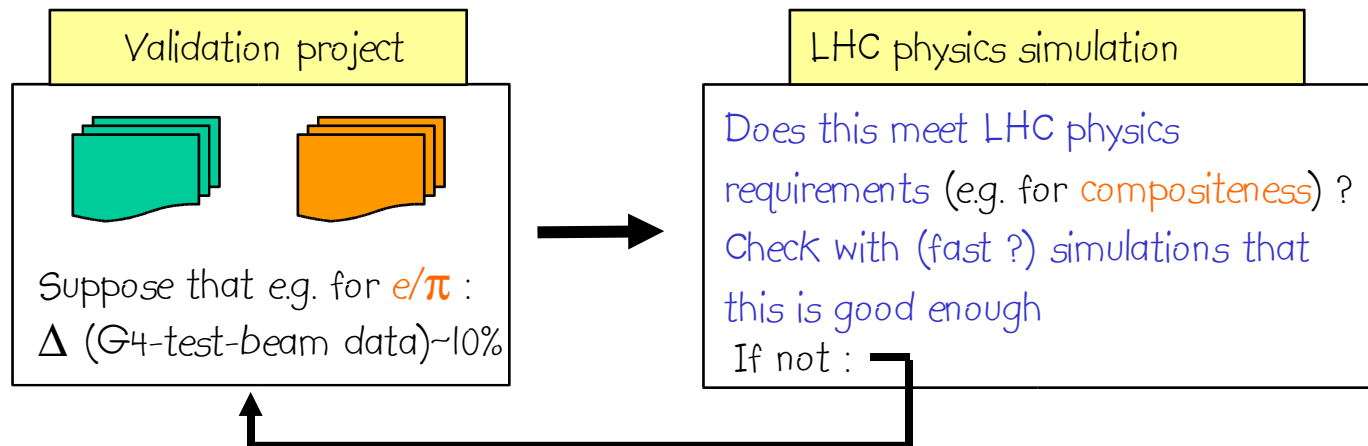 Validation project
Suppose that e.g. for e/π :
Δ (G4-test-beam data)~10%
LHC physics simulation
Does this meet LHC physics
requirements (e.g. for compositeness) ?
Check with (fast ?) simulations that
this is good enough
If not :